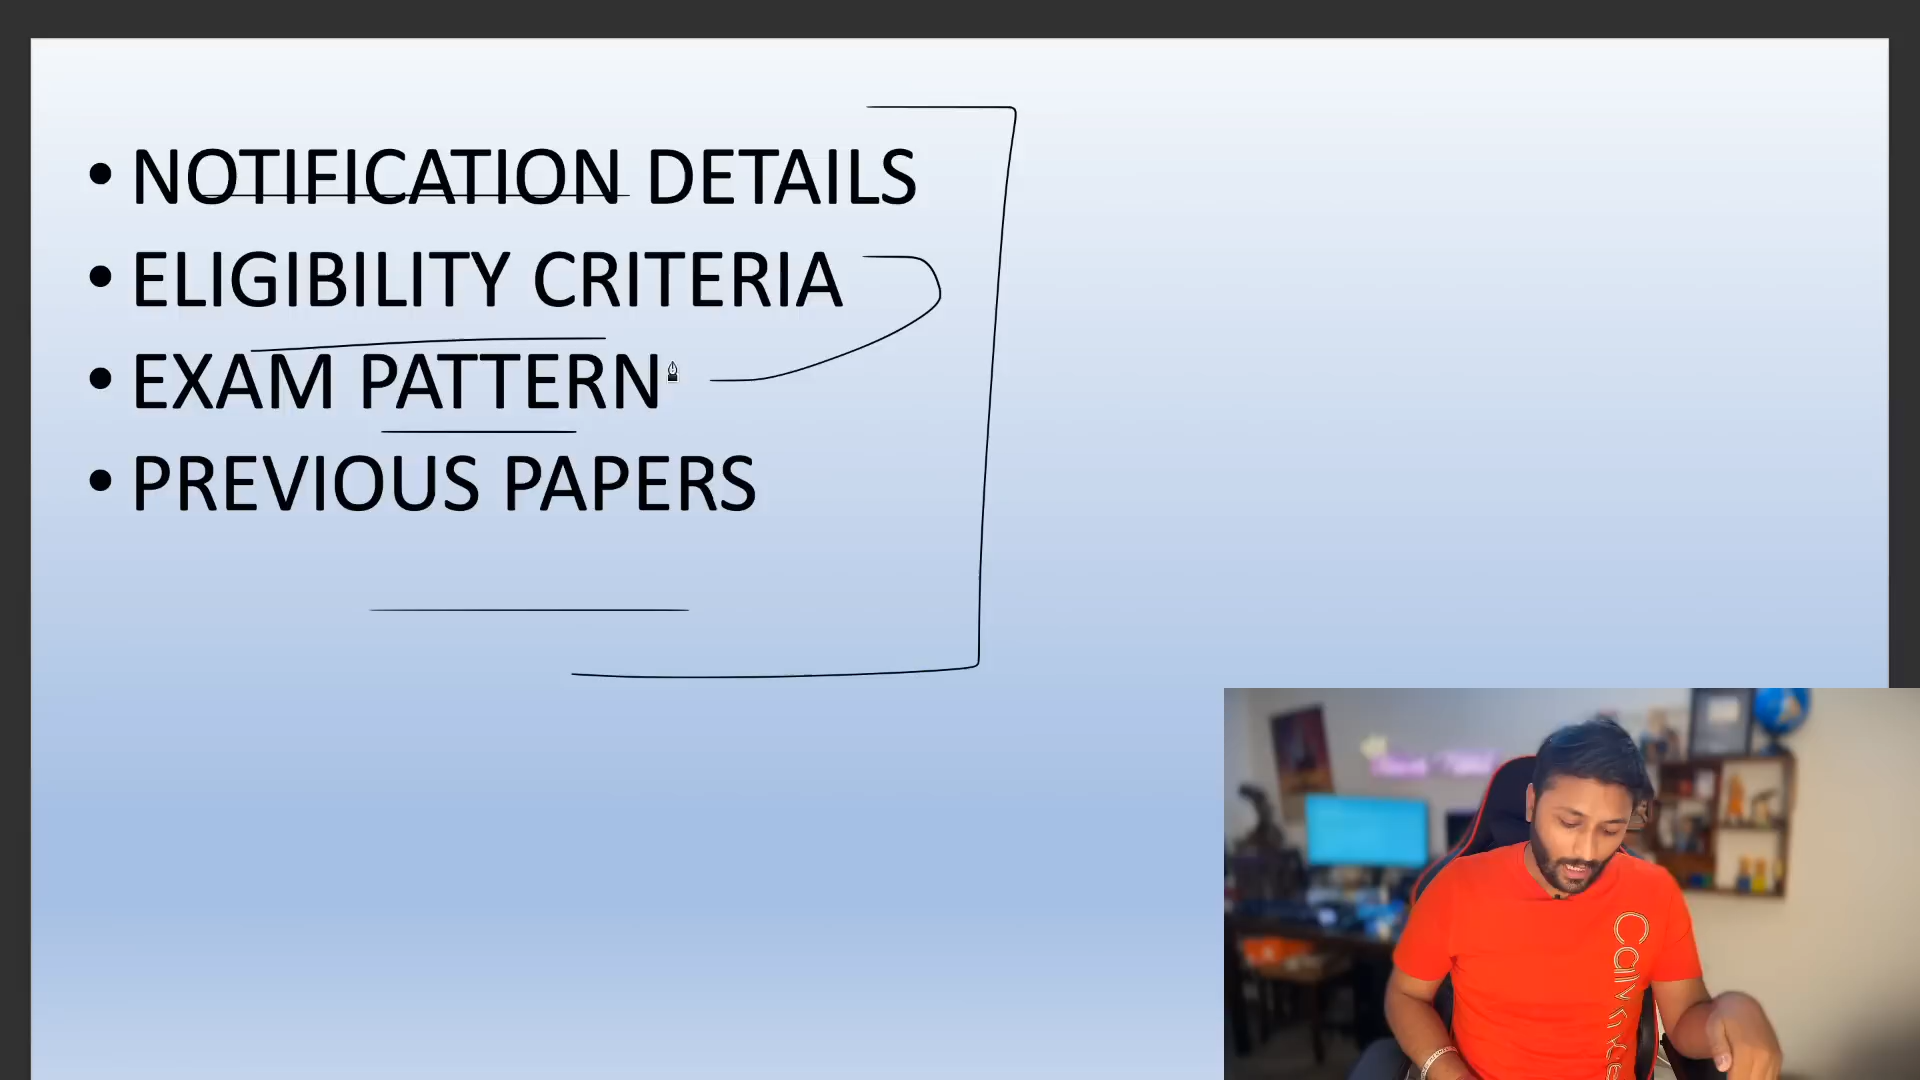 • NOTIFICATION DETAILS
• ELIGIBILITY CRITERIA
• EXAM PATTERN
• PREVIOUS PAPERS